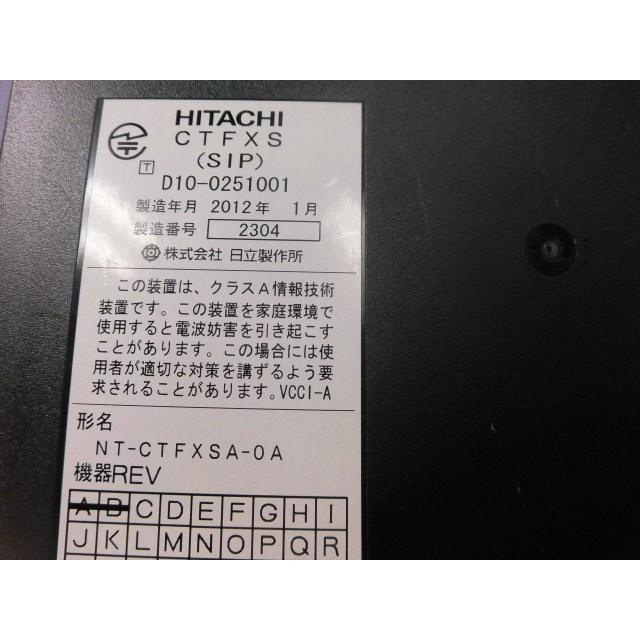 HITACHI
CTFXS
(SIP)
T
D10-0251001
製造年月 2012年 1月
製造番号 2304
株式会社 日立製作所
この装置は、クラスA情報技術
装置です。この装置を家庭環境で
使用すると電波妨害を引き起こす
ことがあります。この場合には使
用者が適切な対策を講ずるよう要
求されることがあります。VCCI-A
形名
NT-CTFXSA-0A
機器REV
A B C D E F G H I
J K L M N O P Q R